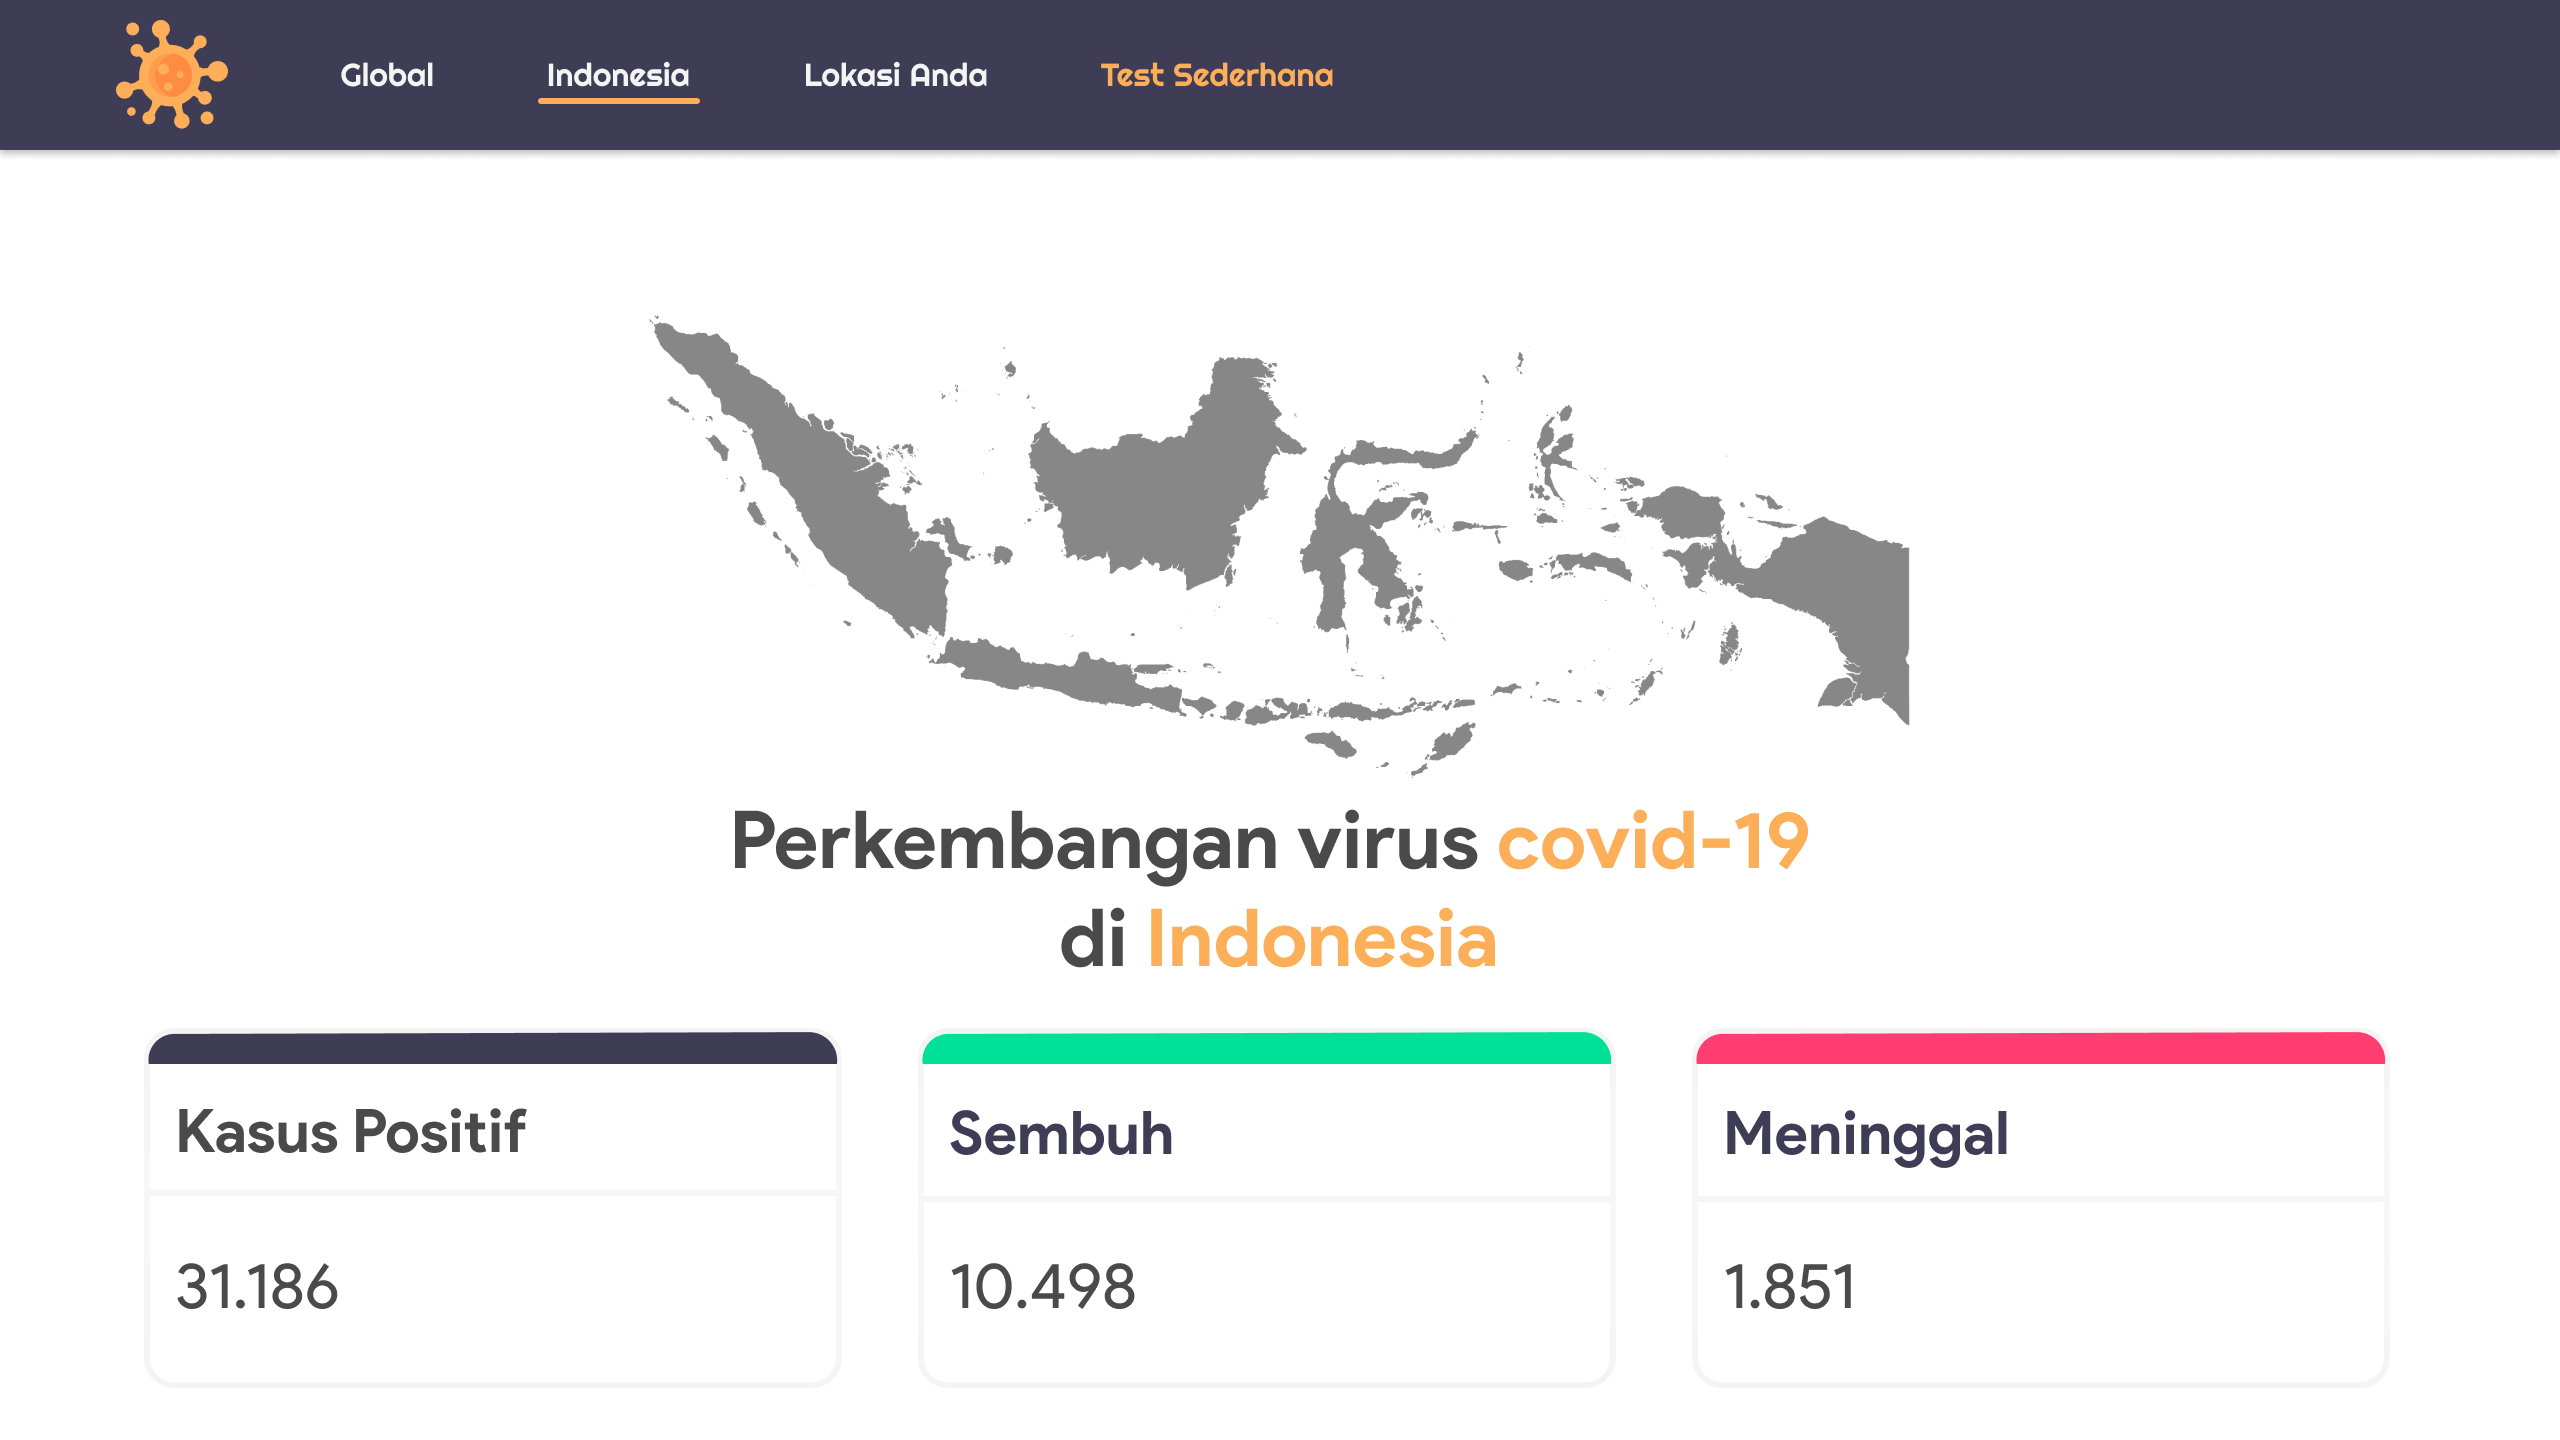 Global
Indonesia
Lokasi Anda
Test Sederhana
Perkembangan virus covid-19
di Indonesia
Kasus Positif
31.186
Sembuh
10.498
Meninggal
1.851